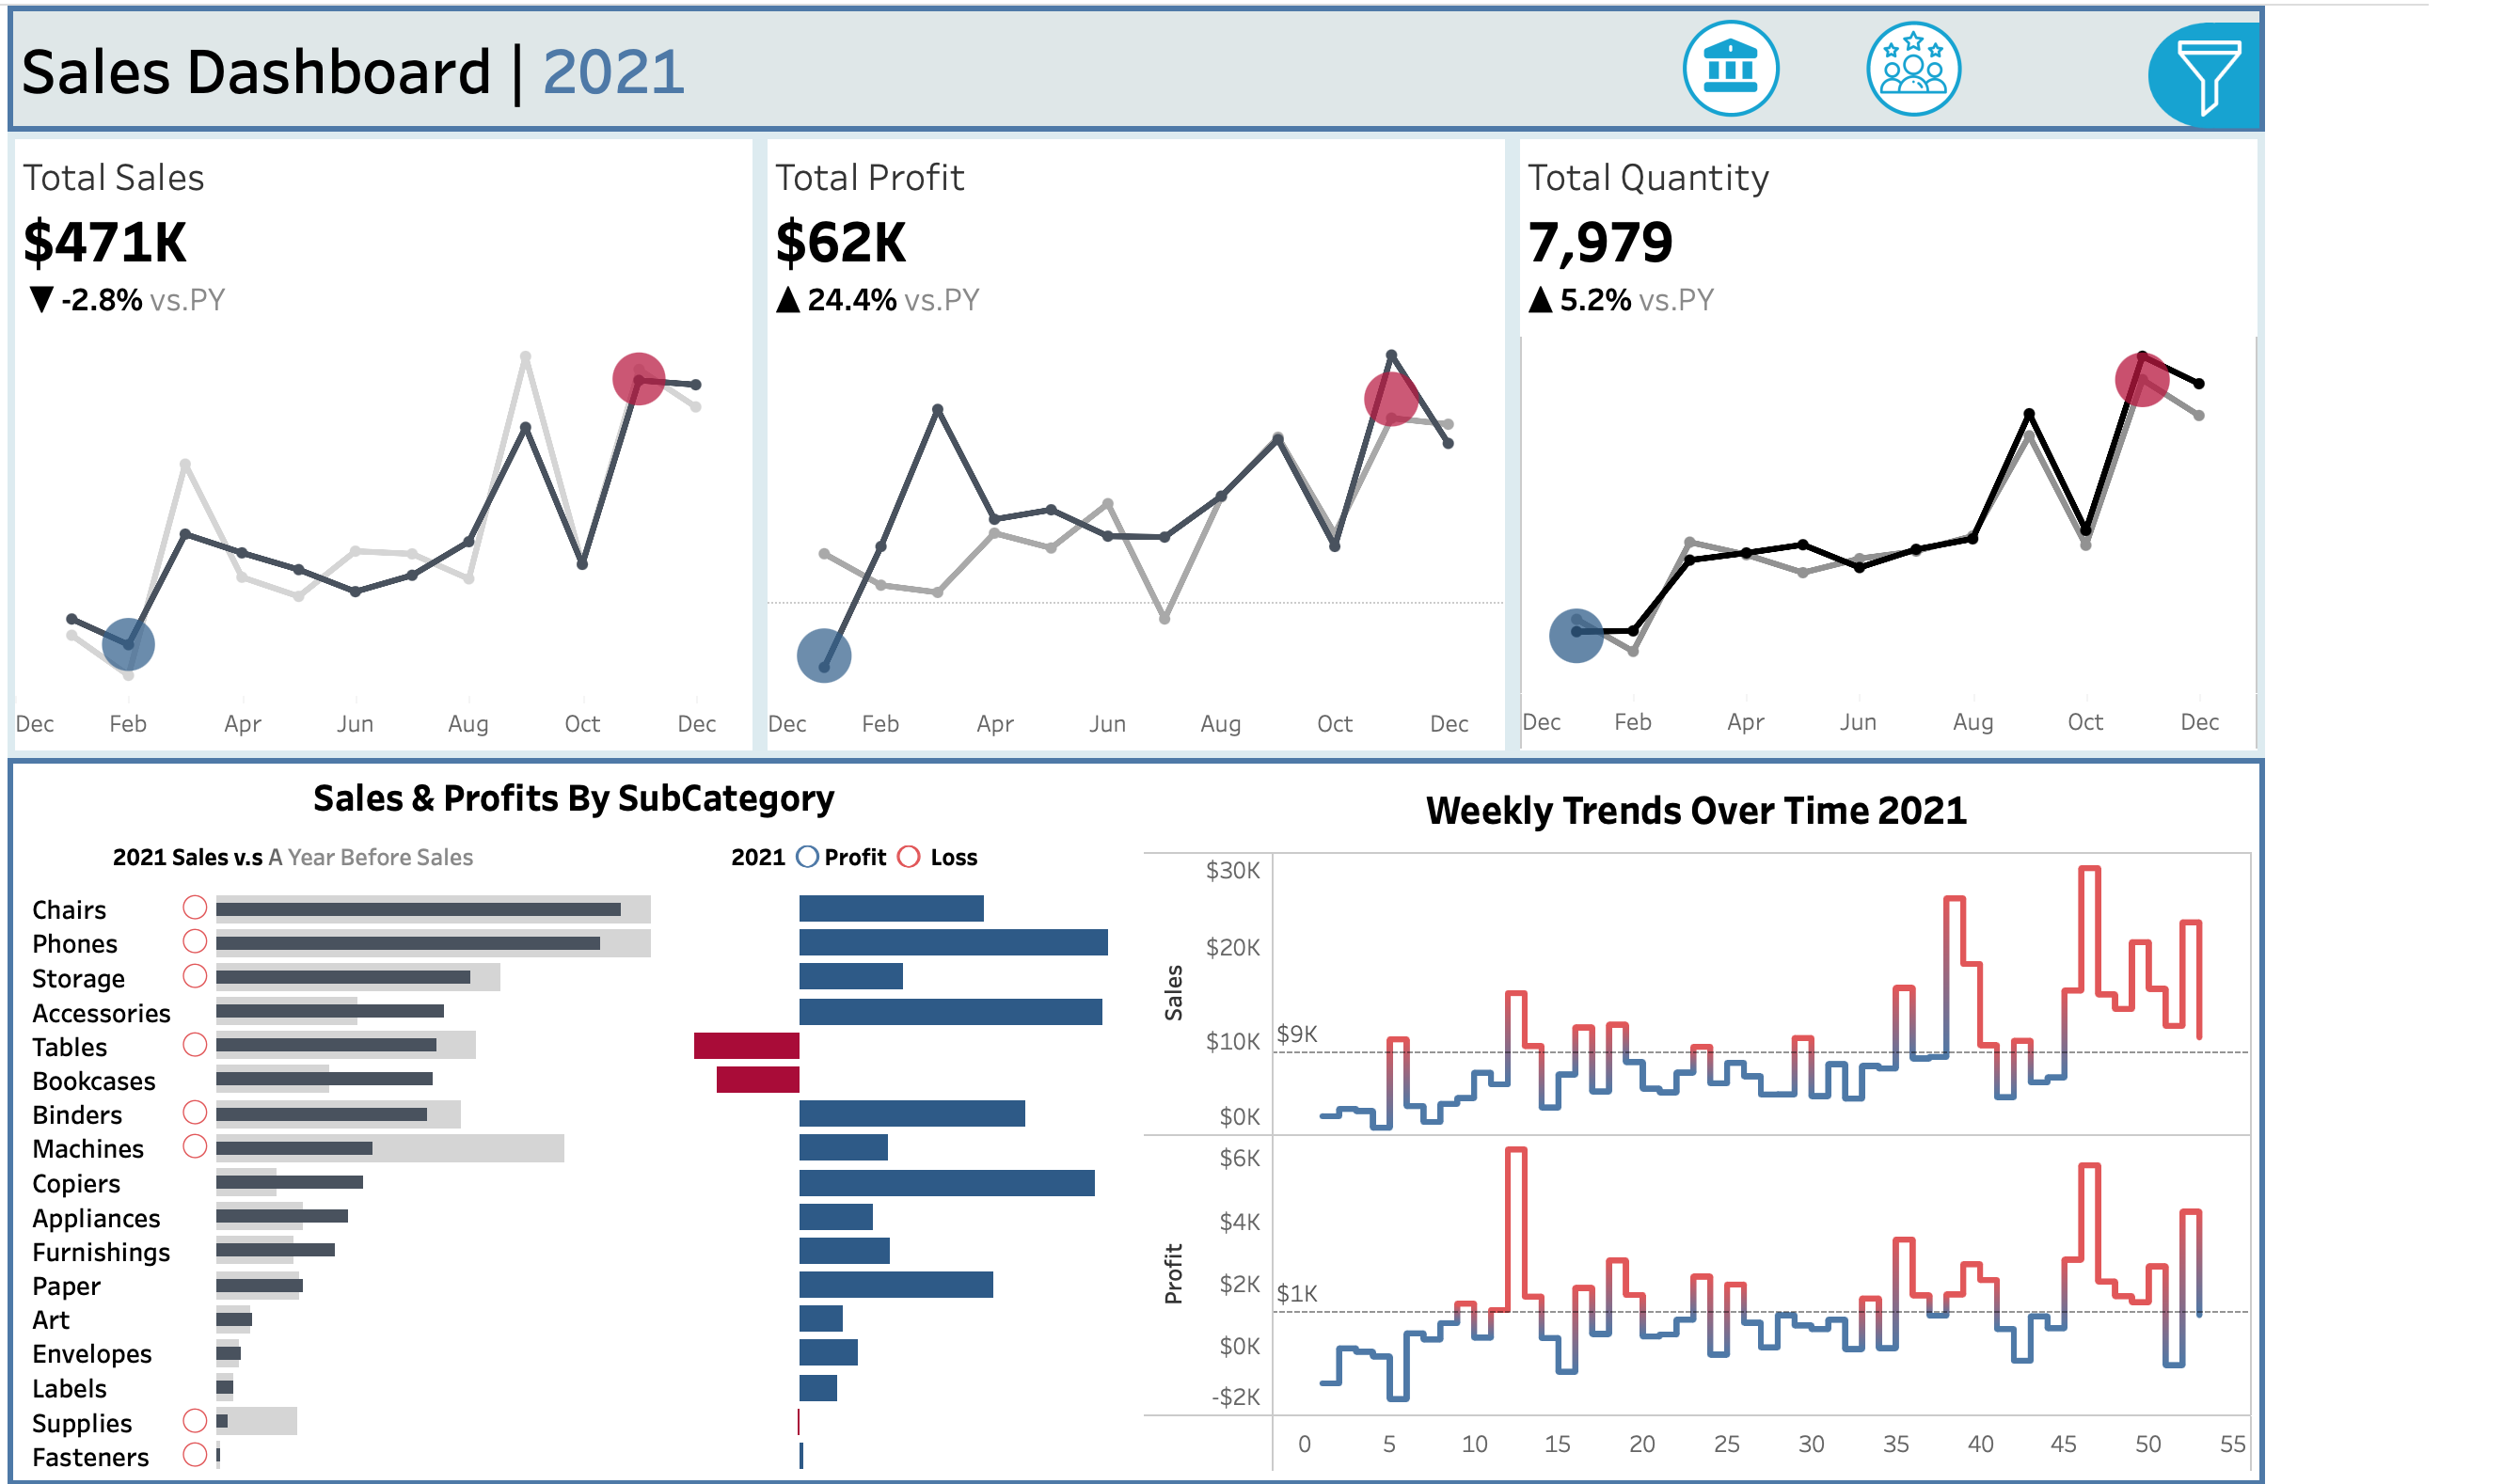 Sales Dashboard | 2021
Total Sales
$471K
▼ -2.8% vs.PY
Dec Feb Apr Jun Aug Oct Dec
Total Profit
$62K
▲ 24.4% vs.PY
Dec Feb Apr Jun Aug Oct Dec
Total Quantity
7,979
▲ 5.2% vs.PY
Dec Feb Apr Jun Aug Oct Dec
Sales & Profits By SubCategory
2021 Sales v.s A Year Before Sales
2021 Profit Loss
Chairs
Phones
Storage
Accessories
Tables
Bookcases
Binders
Machines
Copiers
Appliances
Furnishings
Paper
Art
Envelopes
Labels
Supplies
Fasteners
Weekly Trends Over Time 2021
Sales
$30K
$20K
$10K
$0K
$9K
Profit
$6K
$4K
$2K
$0K
-$2K
$1K
0 5 10 15 20 25 30 35 40 45 50 55